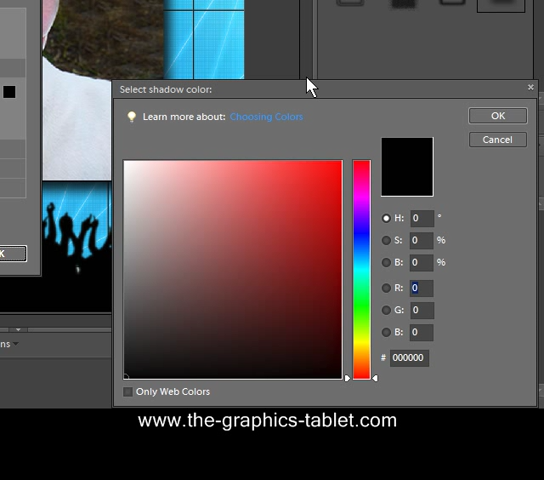 Select shadow color:
Learn more about: Choosing Colors
OK
Cancel
H: 0 °
S: 0 %
B: 0 %
R: 0
G: 0
B: 0
# 000000
Only Web Colors
K
ns
www.the-graphics-tablet.com